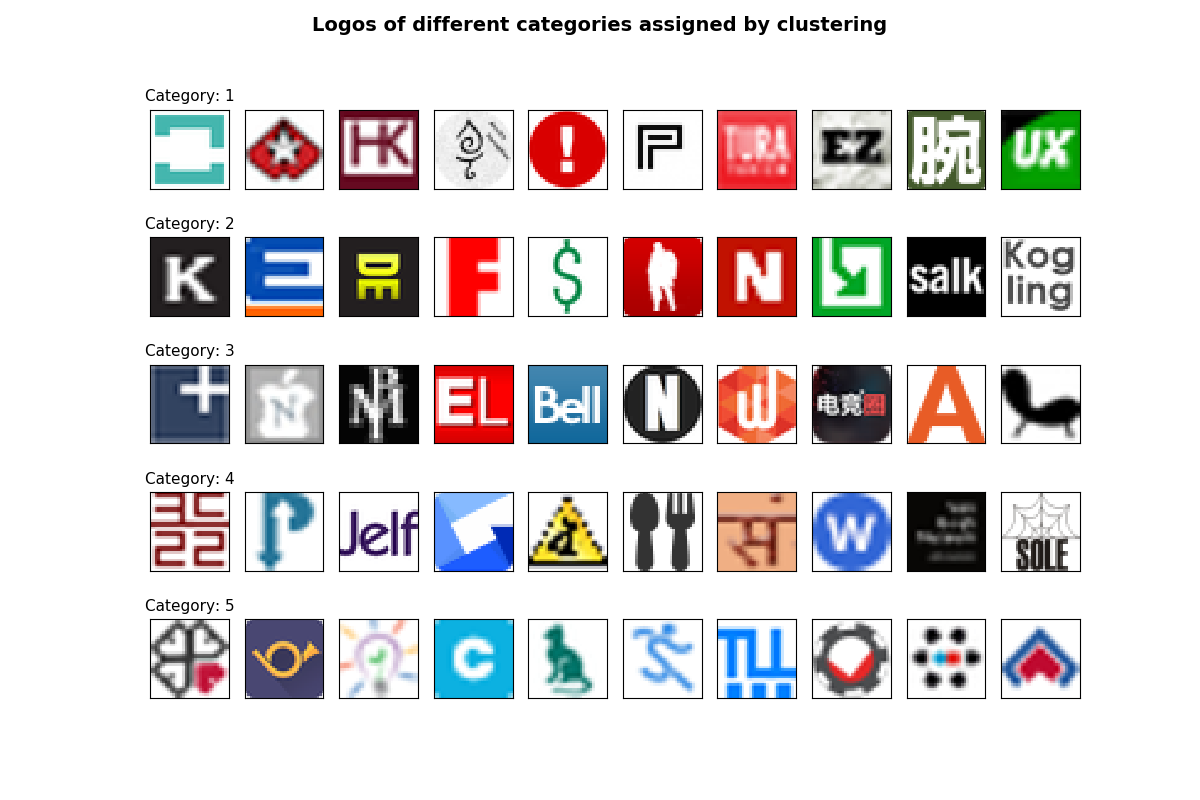 Logos of different categories assigned by clustering
Category: 1
HK
!
P
TURA
EZ
腕
UX
Category: 2
K
E
DE
F
$
N
salk
Kog
ling
Category: 3
N
EL
Bell
N
W
电竞圈
A
Category: 4
P
Jelf
सं
W
SOLE
Category: 5
C